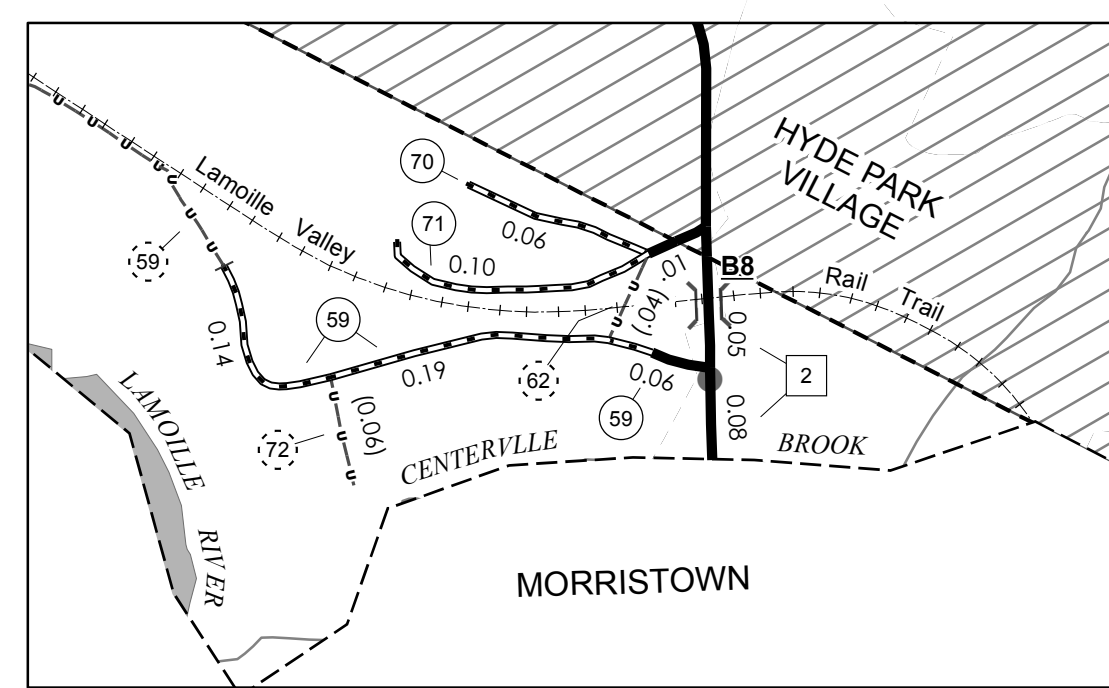 HYDE PARK
VILLAGE
70
Lamoille
Valley
0.06
71
0.10
59
.01
B8
Rail
Trail
(.04)
0.05
0.14
59
0.19
62
0.06
2
59
0.08
72
(0.06)
LAMOILLE
RIVER
CENTERVLLE
BROOK
MORRISTOWN